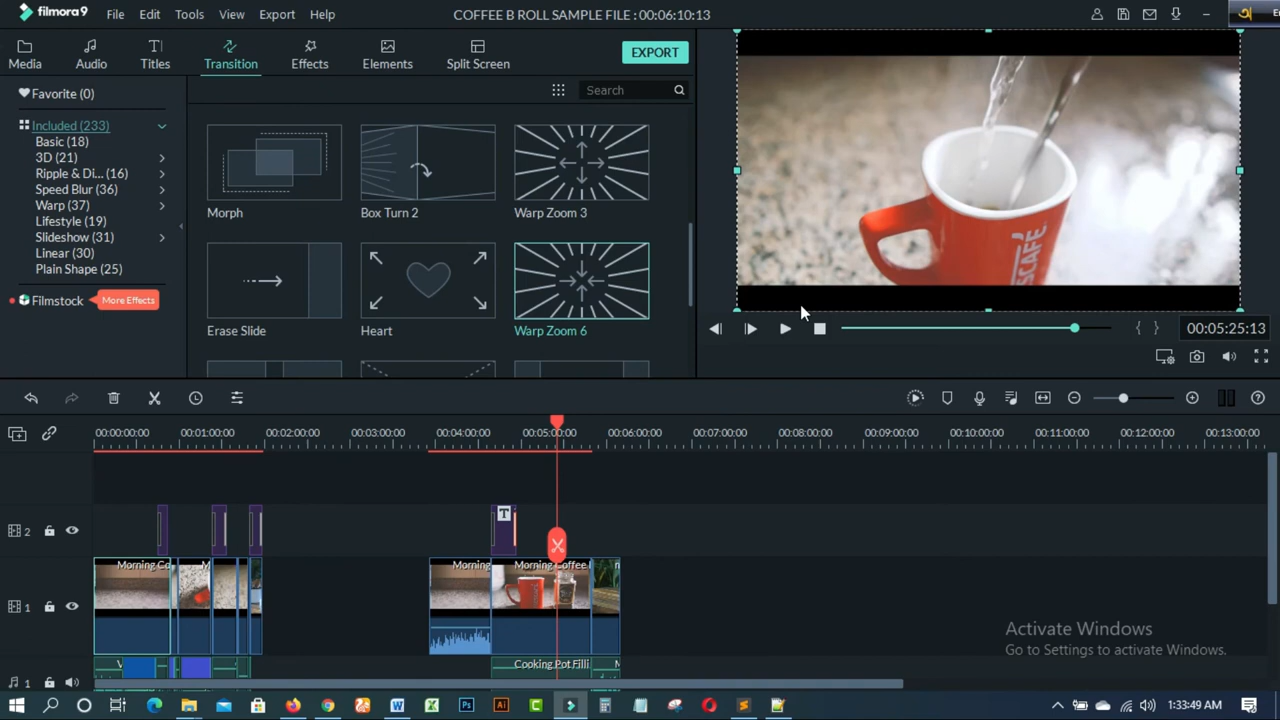 filmora9
File Edit Tools View Export Help
COFFEE B ROLL SAMPLE FILE : 00:06:10:13
Media Audio Titles Transition Effects Elements Split Screen
EXPORT
Favorite (0)
Search
Included (233)
Basic (18)
3D (21)
Ripple & Di... (16)
Speed Blur (36)
Warp (37)
Lifestyle (19)
Slideshow (31)
Linear (30)
Plain Shape (25)
Filmstock More Effects
Morph Box Turn 2 Warp Zoom 3
Erase Slide Heart Warp Zoom 6
SCAFE
{ } 00:05:25:13
00:00:00:00 00:01:00:00 00:02:00:00 00:03:00:00 00:04:00:00 00:05:00:00 00:06:00:00 00:07:00:00 00:08:00:00 00:09:00:00 00:10:00:00 00:11:00:00 00:12:00:00 00:13:00:00
2 T
Morning Co M Morning Morning Coffee
1
Activate Windows
Go to Settings to activate Windows.
V Cooking Pot Filli M
1
W X Ps Ai C 1:33:49 AM